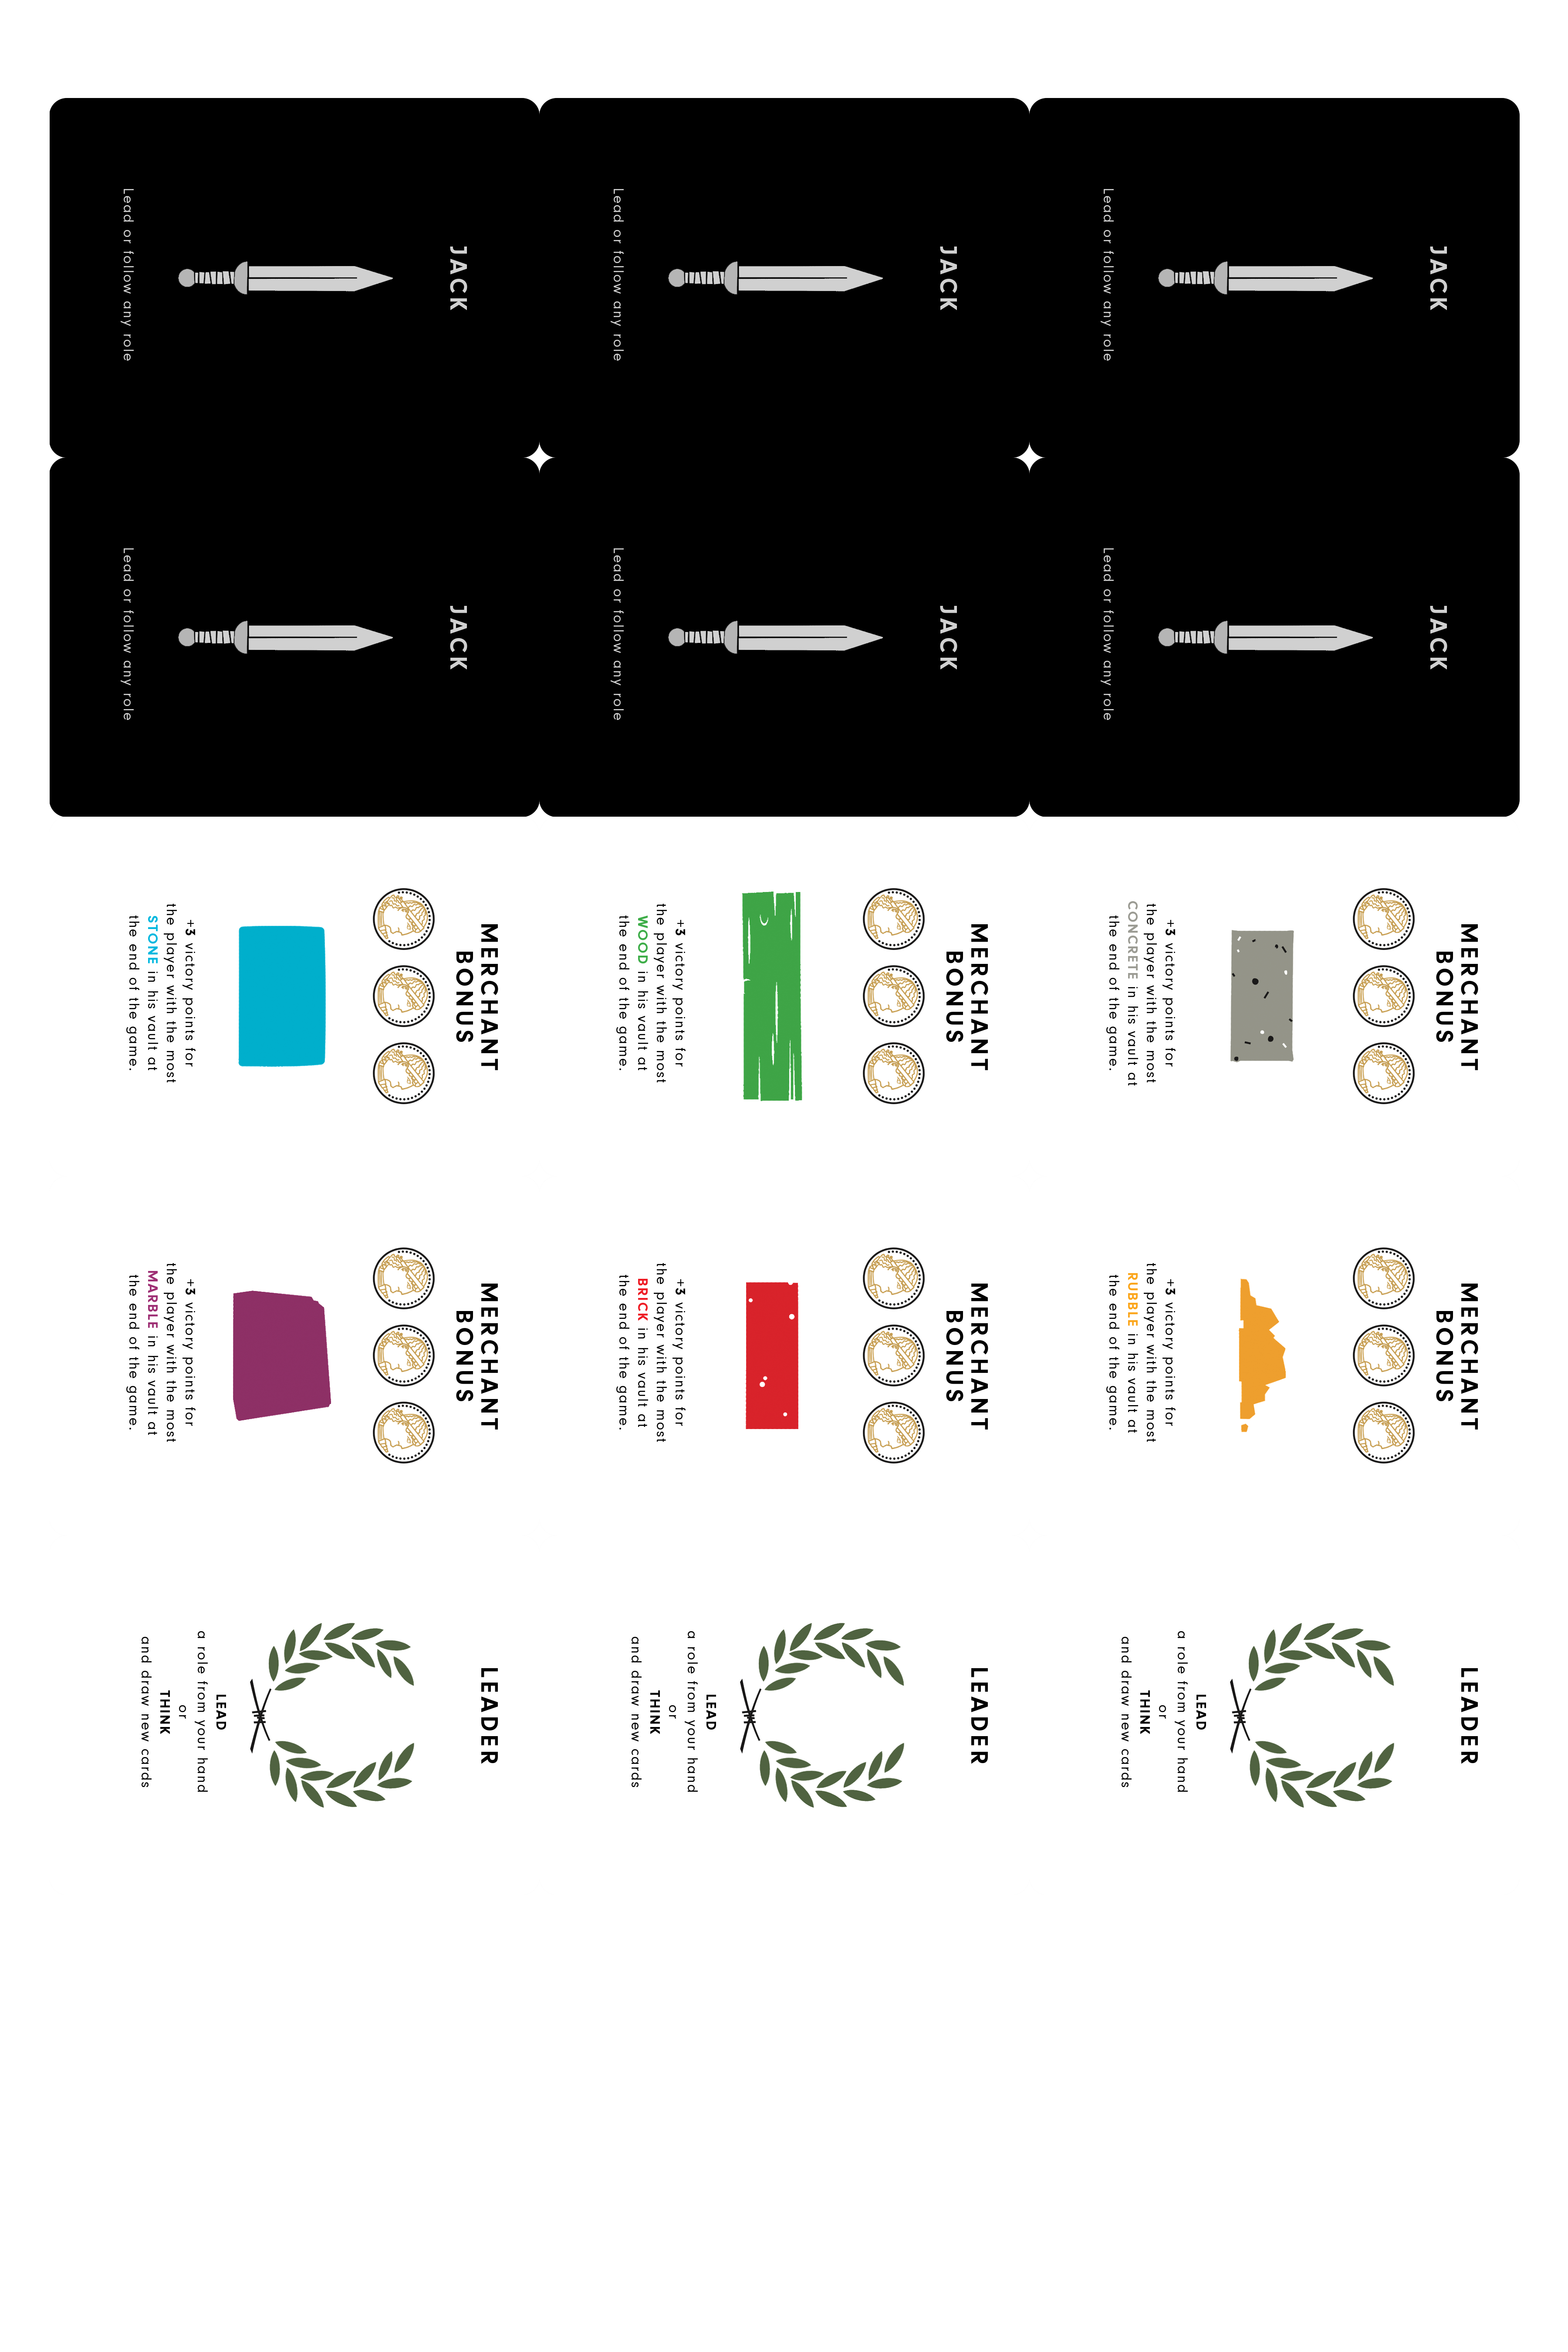 JACK
Lead or follow any role
JACK
Lead or follow any role
JACK
Lead or follow any role
JACK
Lead or follow any role
JACK
Lead or follow any role
JACK
Lead or follow any role
MERCHANT
BONUS
+3 victory points for
the player with the most
STONE in his vault at
the end of the game.
MERCHANT
BONUS
+3 victory points for
the player with the most
WOOD in his vault at
the end of the game.
MERCHANT
BONUS
+3 victory points for
the player with the most
CONCRETE in his vault at
the end of the game.
MERCHANT
BONUS
+3 victory points for
the player with the most
MARBLE in his vault at
the end of the game.
MERCHANT
BONUS
+3 victory points for
the player with the most
BRICK in his vault at
the end of the game.
MERCHANT
BONUS
+3 victory points for
the player with the most
RUBBLE in his vault at
the end of the game.
LEADER
LEAD
a role from your hand
or
THINK
and draw new cards
LEADER
LEAD
a role from your hand
or
THINK
and draw new cards
LEADER
LEAD
a role from your hand
or
THINK
and draw new cards